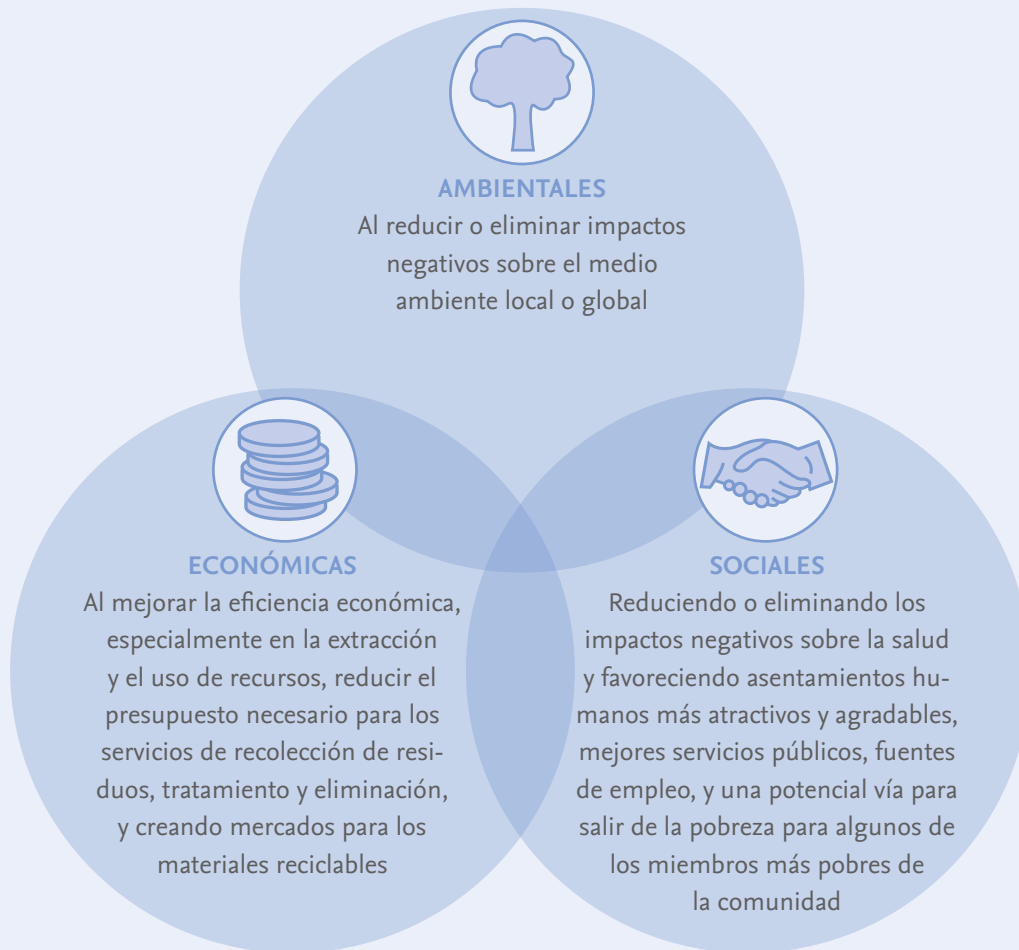 AMBIENTALES
Al reducir o eliminar impactos
negativos sobre el medio
ambiente local o global
ECONÓMICAS
Al mejorar la eficiencia económica,
especialmente en la extracción
y el uso de recursos, reducir el
presupuesto necesario para los
servicios de recolección de resi-
duos, tratamiento y eliminación,
y creando mercados para los
materiales reciclables
SOCIALES
Reduciendo o eliminando los
impactos negativos sobre la salud
y favoreciendo asentamientos hu-
manos más atractivos y agradables,
mejores servicios públicos, fuentes
de empleo, y una potencial vía para
salir de la pobreza para algunos de
los miembros más pobres de
la comunidad